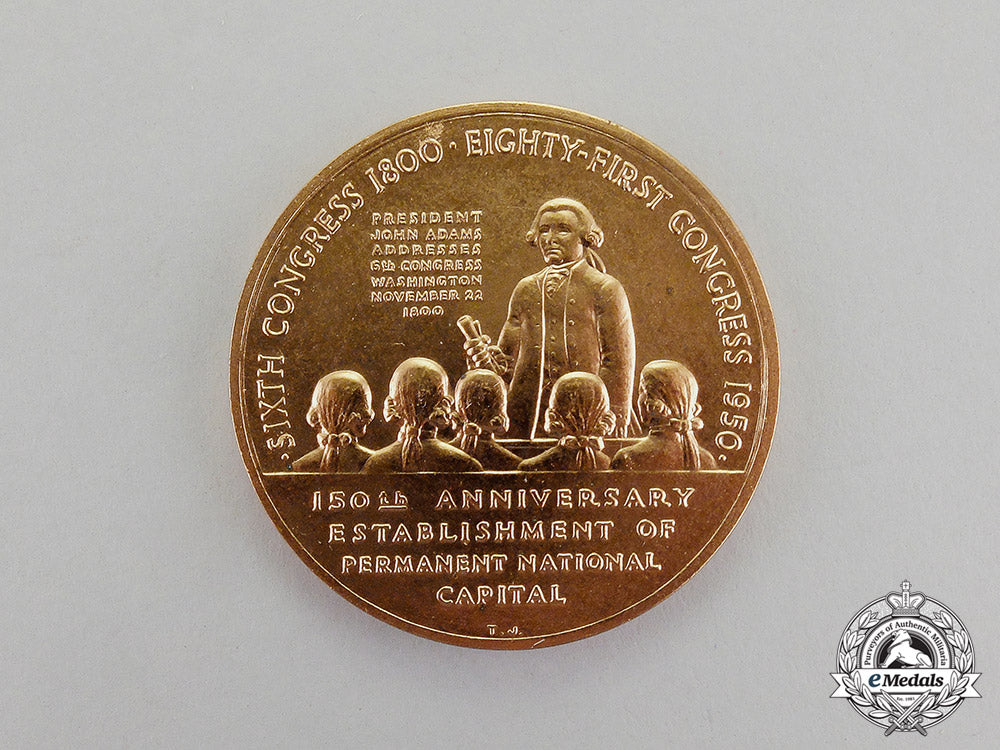 · SIXTH CONGRESS 1800 · EIGHTY-FIRST CONGRESS 1950 ·
PRESIDENT
JOHN ADAMS
ADDRESSES
6th CONGRESS
WASHINGTON
NOVEMBER 22
1800
150th ANNIVERSARY
ESTABLISHMENT OF
PERMANENT NATIONAL
CAPITAL
T.J.
Purveyors of Authentic Militaria
eMedals